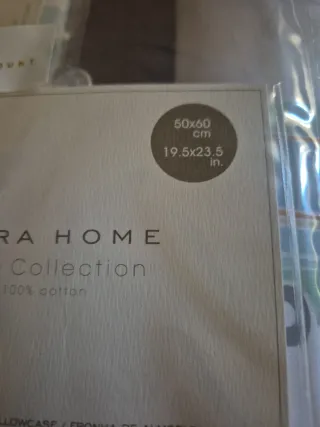 50x60
cm
19.5x23.5
in.
RA HOME
Collection
100% cotton